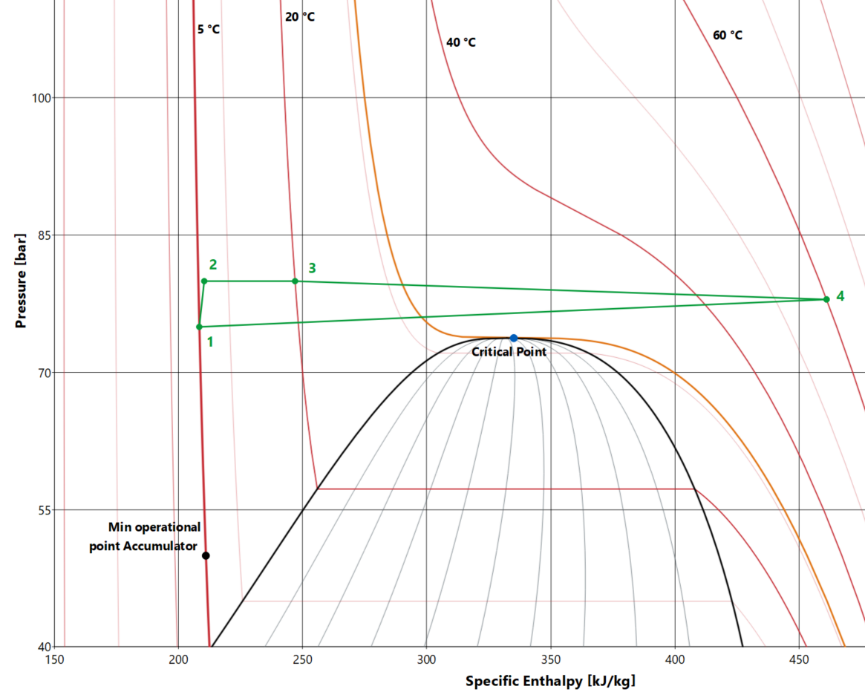 5 °C
20 °C
40 °C
60 °C
100
85
70
55
40
Pressure [bar]
2
3
4
1
Critical Point
Min operational
point Accumulator
150
200
250
300
350
400
450
Specific Enthalpy [kJ/kg]